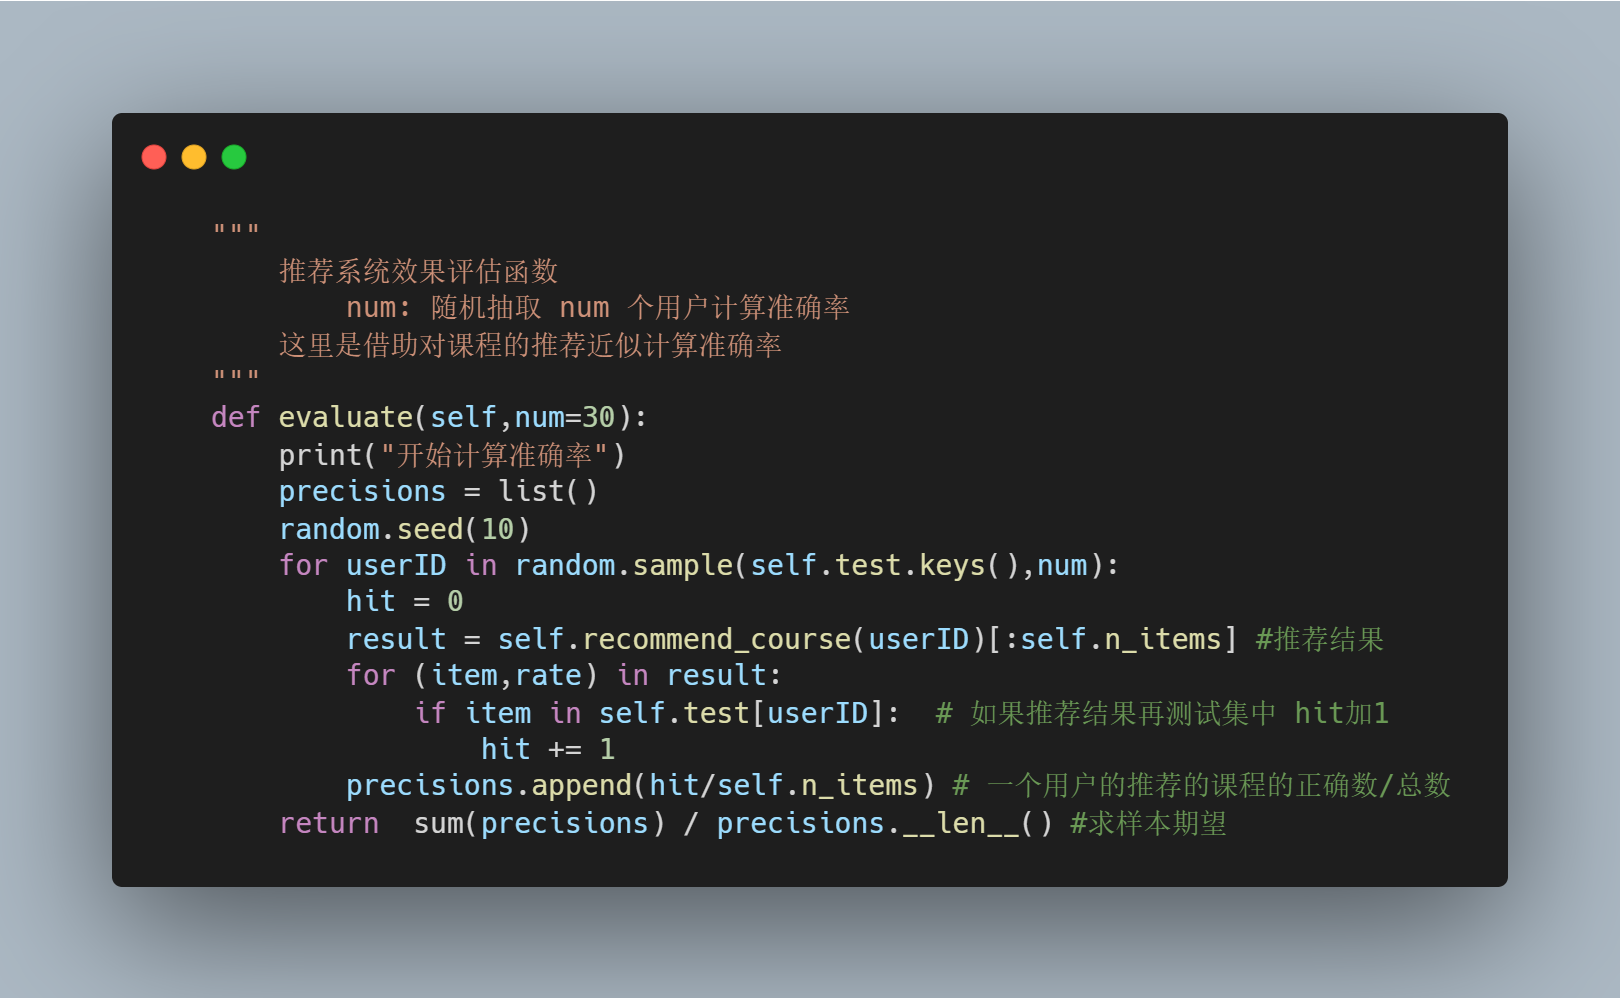 """
    推荐系统效果评估函数
        num: 随机抽取 num 个用户计算准确率
    这里是借助对课程的推荐近似计算准确率
"""
def evaluate(self,num=30):
    print("开始计算准确率")
    precisions = list()
    random.seed(10)
    for userID in random.sample(self.test.keys(),num):
        hit = 0
        result = self.recommend_course(userID)[:self.n_items] #推荐结果
        for (item,rate) in result:
            if item in self.test[userID]:  # 如果推荐结果再测试集中 hit加1
                hit += 1
        precisions.append(hit/self.n_items) # 一个用户的推荐的课程的正确数/总数
    return  sum(precisions) / precisions.__len__() #求样本期望